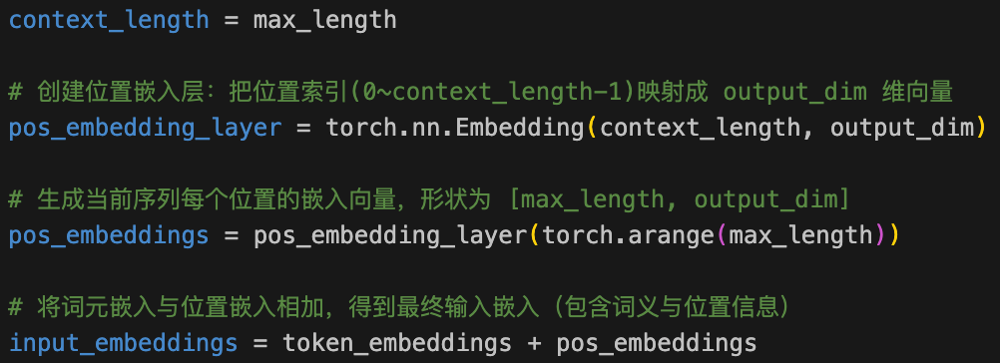 context_length = max_length
# 创建位置嵌入层：把位置索引(0~context_length-1)映射成 output_dim 维向量
pos_embedding_layer = torch.nn.Embedding(context_length, output_dim)
# 生成当前序列每个位置的嵌入向量，形状为 [max_length, output_dim]
pos_embeddings = pos_embedding_layer(torch.arange(max_length))
# 将词元嵌入与位置嵌入相加，得到最终输入嵌入（包含词义与位置信息）
input_embeddings = token_embeddings + pos_embeddings